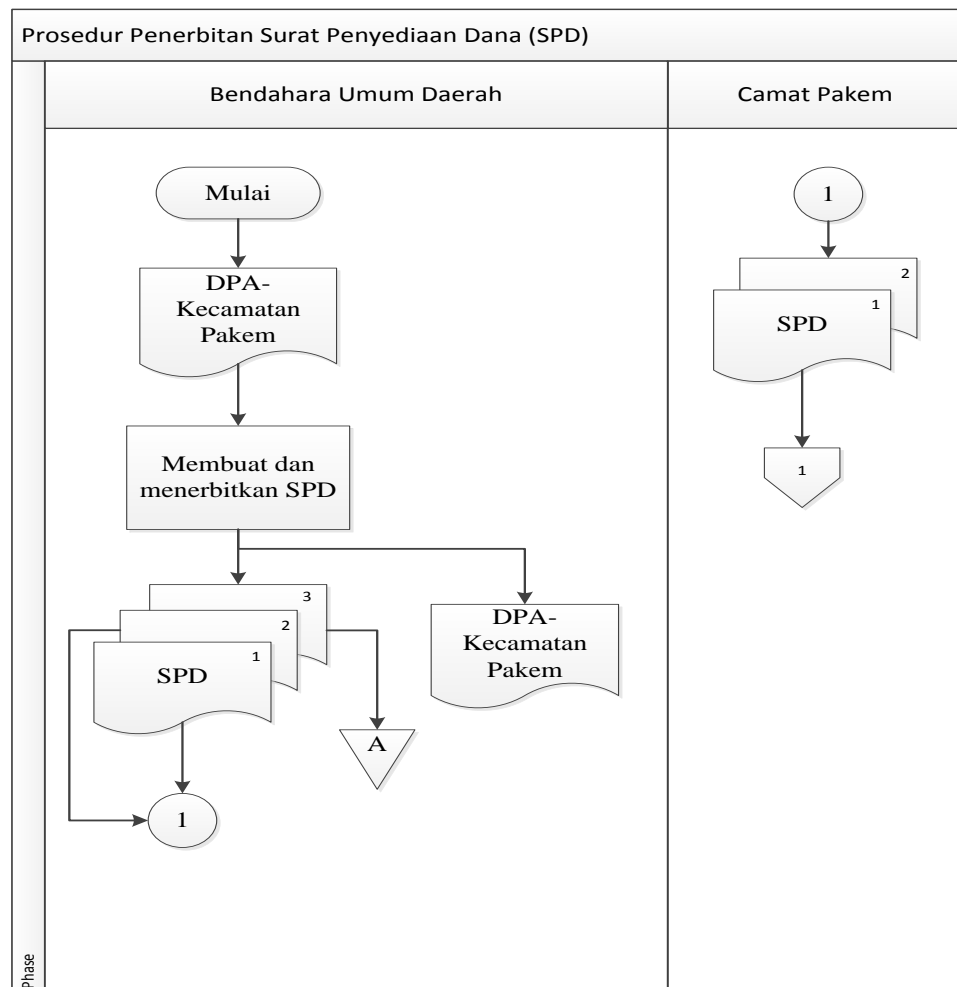 Prosedur Penerbitan Surat Penyediaan Dana (SPD)
Bendahara Umum Daerah
Camat Pakem
Mulai
DPA-
Kecamatan
Pakem
Membuat dan
menerbitkan SPD
3
2
1
SPD
DPA-
Kecamatan
Pakem
A
1
1
2
1
SPD
1
Phase